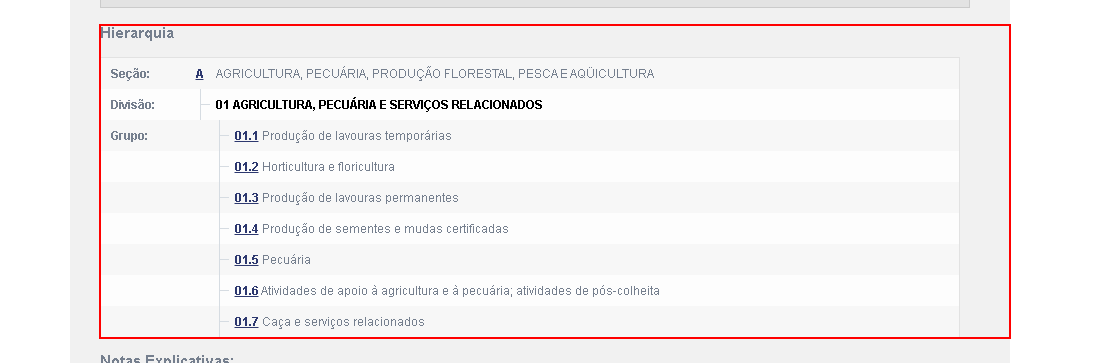 Hierarquia
Seção: A AGRICULTURA, PECUÁRIA, PRODUÇÃO FLORESTAL, PESCA E AQÜICULTURA
Divisão: 01 AGRICULTURA, PECUÁRIA E SERVIÇOS RELACIONADOS
Grupo: 01.1 Produção de lavouras temporárias
01.2 Horticultura e floricultura
01.3 Produção de lavouras permanentes
01.4 Produção de sementes e mudas certificadas
01.5 Pecuária
01.6 Atividades de apoio à agricultura e à pecuária; atividades de pós-colheita
01.7 Caça e serviços relacionados
Notas Explicativas: